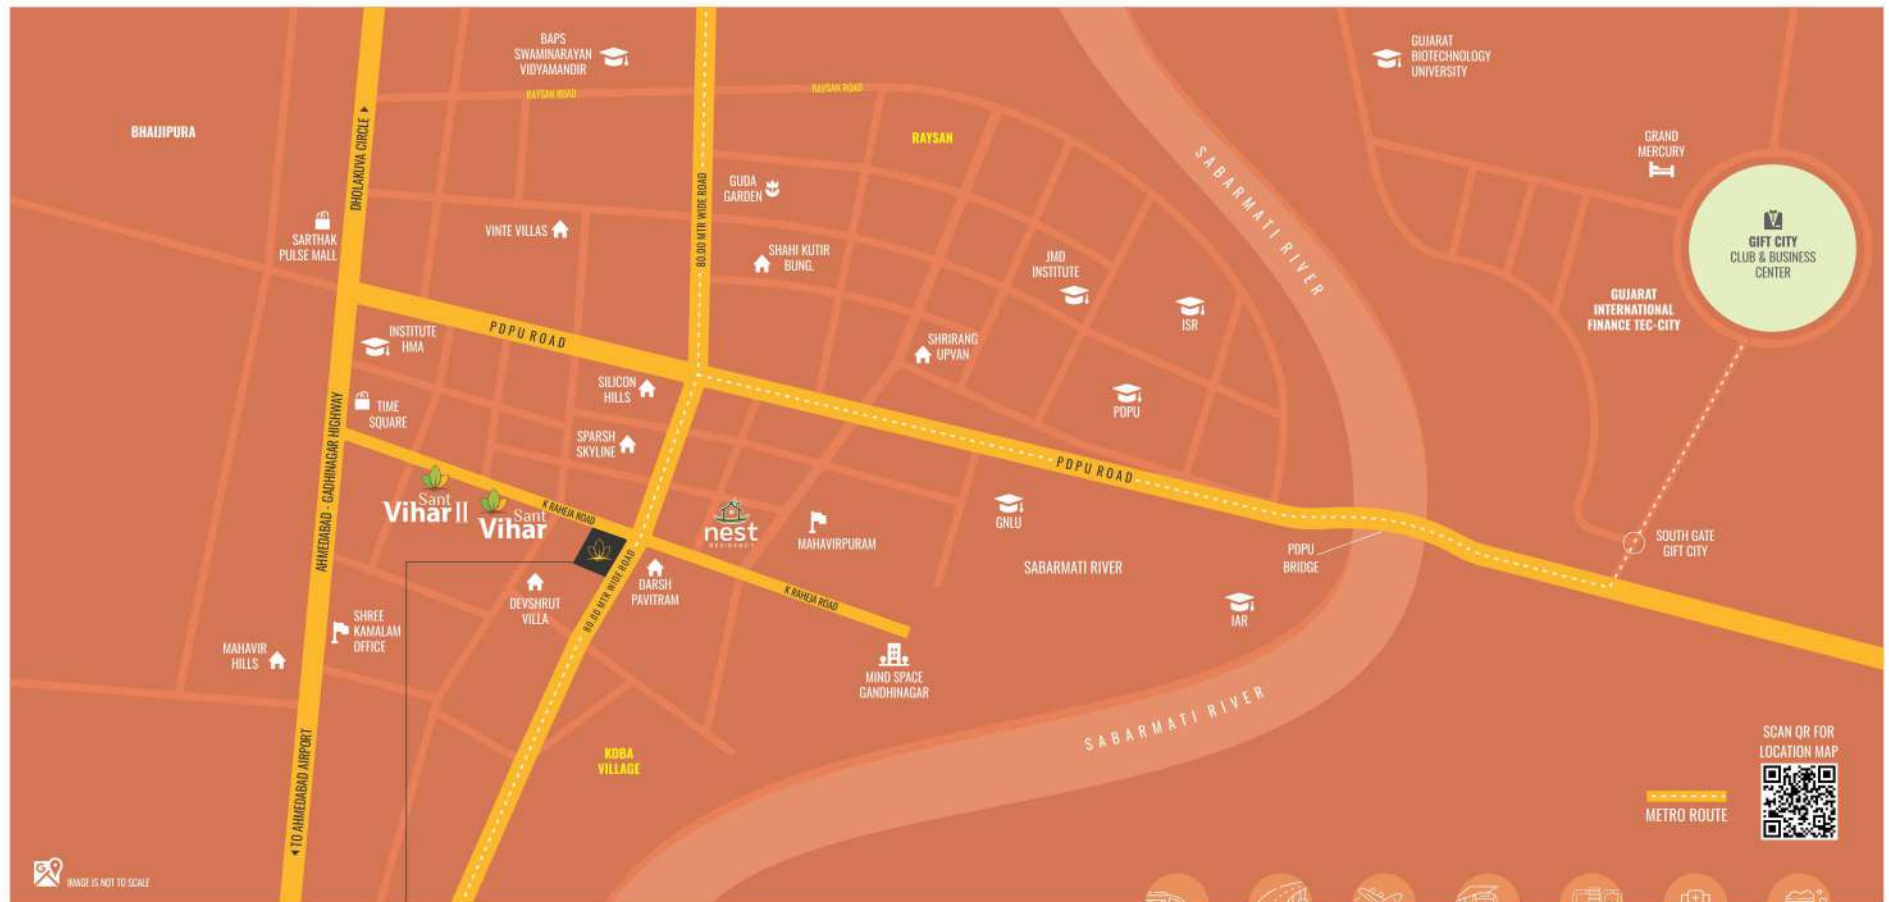 BAPS
SWAMINARAYAN
VIDYAMANDIR
RAYSAN ROAD
RAYSAN ROAD
GUJARAT
BIOTECHNOLOGY
UNIVERSITY
BHAIJIPURA
DHOLAKUVA CIRCLE
RAYSAN
GRAND
MERCURY
SABARMATI RIVER
GUDA
GARDEN
80.00 MTR WIDE ROAD
SARTHAK
PULSE MALL
VINTE VILLAS
SHAHI KUTIR
BUNG.
JMD
INSTITUTE
GIFT CITY
CLUB & BUSINESS
CENTER
GUJARAT
INTERNATIONAL
FINANCE TEC-CITY
ISR
INSTITUTE
HMA
PDPU ROAD
SHRIRANG
UPVAN
SILICON
HILLS
PDPU
TIME
SQUARE
AHMEDABAD - GADHINAGAR HIGHWAY
SPARSH
SKYLINE
PDPU ROAD
Sant
Vihar II
Sant
Vihar
K RAHEJA ROAD
nest
RESIDENCY
MAHAVIRPURAM
GNLU
SOUTH GATE
GIFT CITY
PDPU
BRIDGE
SABARMATI RIVER
80.00 MTR WIDE ROAD
DARSH
PAVITRAM
DEVSHRUT
VILLA
K RAHEJA ROAD
IAR
SHREE
KAMALAM
OFFICE
MAHAVIR
HILLS
MIND SPACE
GANDHINAGAR
SABARMATI RIVER
KOBA
VILLAGE
TO AHMEDABAD AIRPORT
SCAN QR FOR
LOCATION MAP
METRO ROUTE
IMAGE IS NOT TO SCALE